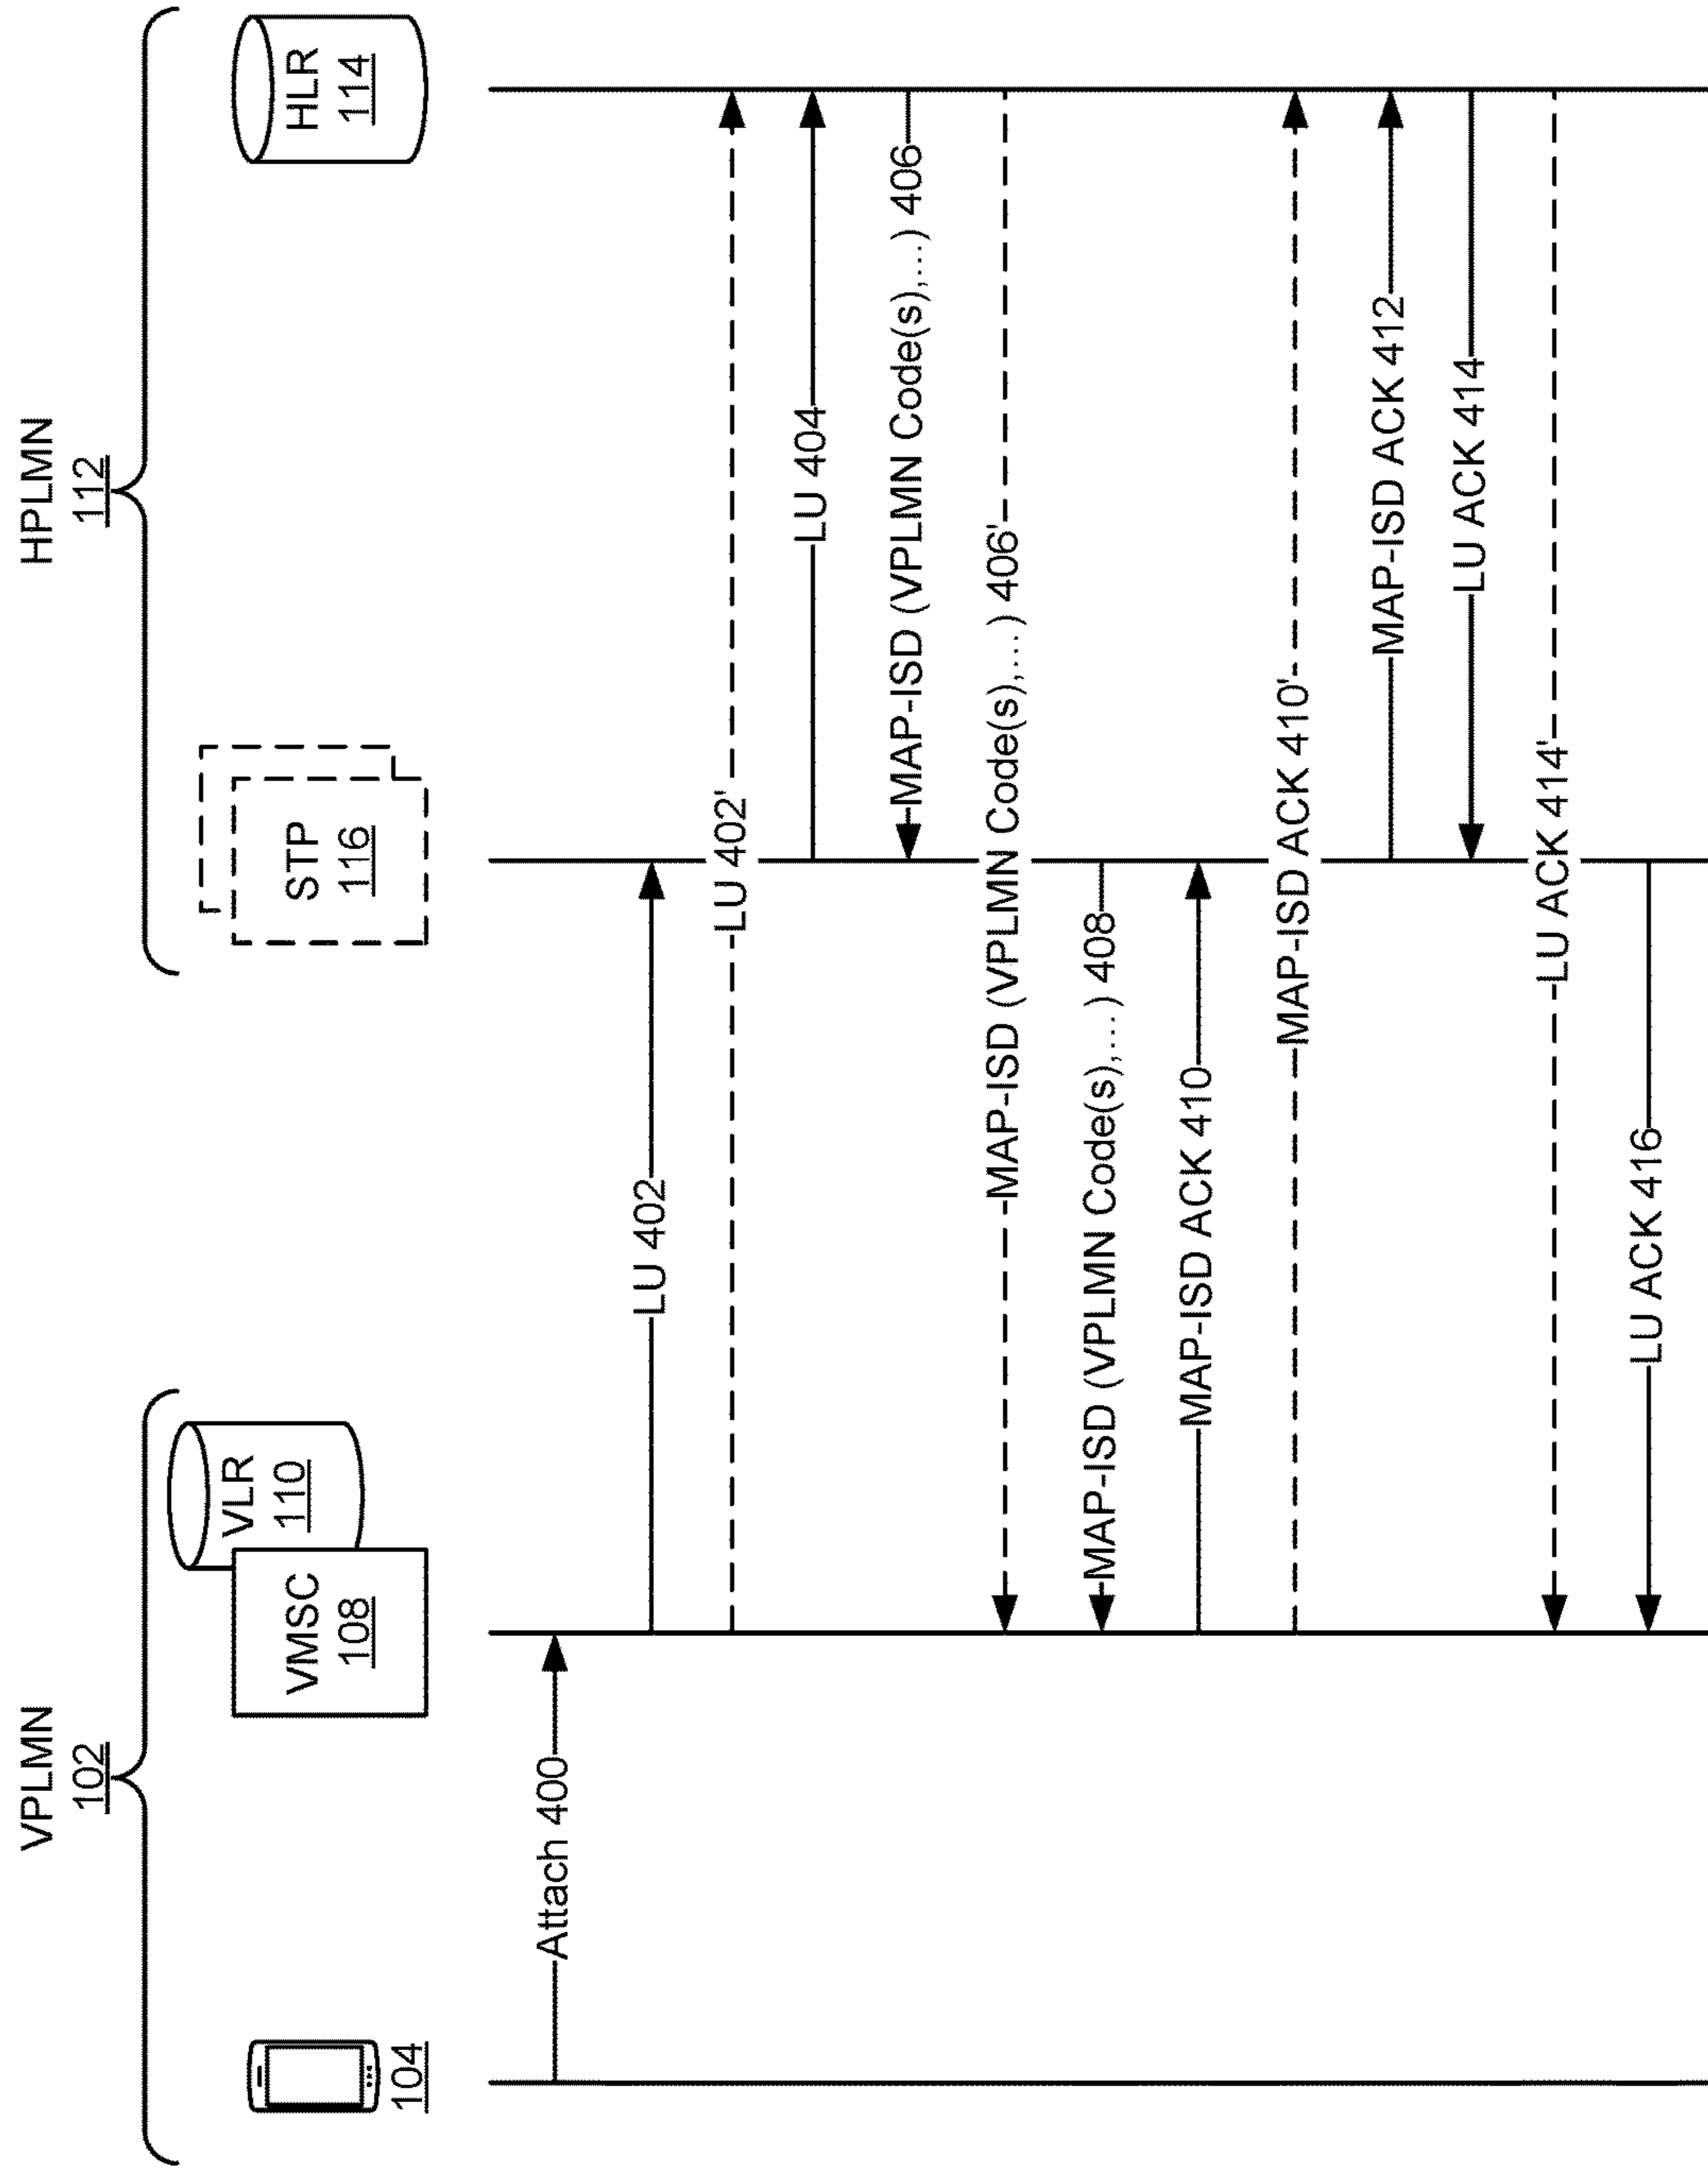 VPLMN
102
HPLMN
112
104
VMSC
108
VLR
110
STP
116
HLR
114
Attach 400
LU 402
LU 402'
LU 404
MAP-ISD (VPLMN Code(s),...) 406
MAP-ISD (VPLMN Code(s),...) 406'
MAP-ISD (VPLMN Code(s),...) 408
MAP-ISD ACK 410
MAP-ISD ACK 410'
MAP-ISD ACK 412
LU ACK 414
LU ACK 414'
LU ACK 416